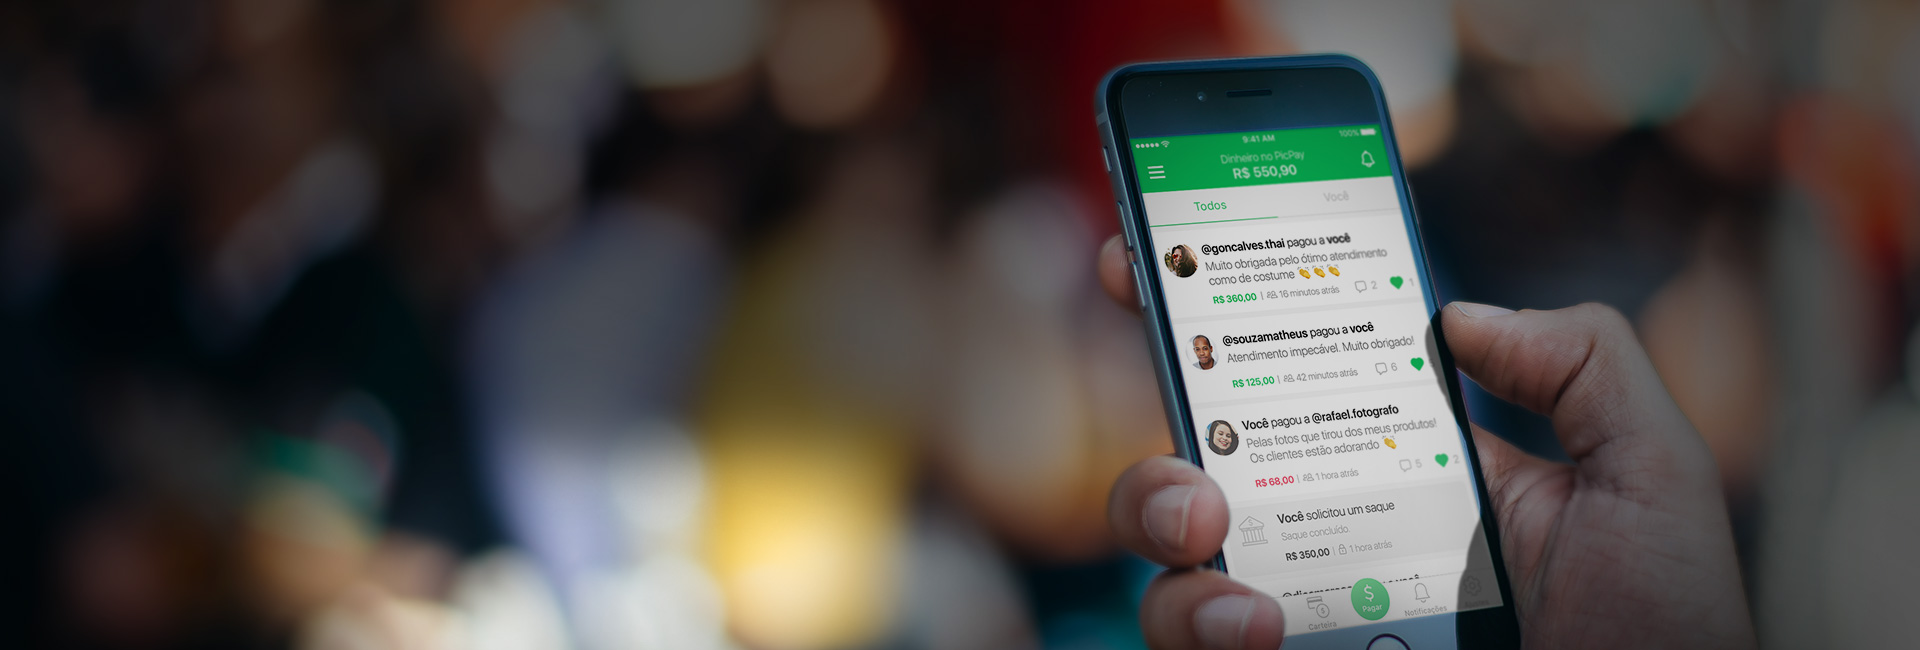 9:41 AM
100%
Dinheiro no PicPay
R$ 550,90
Todos
Você
@goncalves.thai pagou a você
Muito obrigada pelo ótimo atendimento
como de costume 👏👏👏
R$ 360,00 | 16 minutos atrás 2 1
@souzamatheus pagou a você
Atendimento impecável. Muito obrigado!
R$ 125,00 | 42 minutos atrás 6
Você pagou a @rafael.fotografo
Pelas fotos que tirou dos meus produtos!
Os clientes estão adorando 👏
R$ 68,00 | 1 hora atrás 5 2
Você solicitou um saque
Saque concluído.
R$ 350,00 | 1 hora atrás
Carteira
Pagar
Notificações